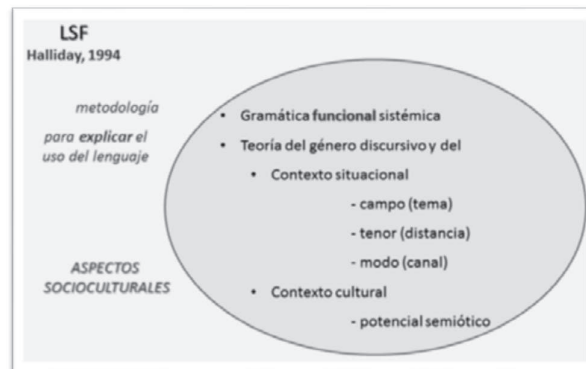 LSF
Halliday, 1994
metodología
para explicar el
uso del lenguaje
• Gramática funcional sistémica
• Teoría del género discursivo y del
• Contexto situacional
- campo (tema)
- tenor (distancia)
- modo (canal)
ASPECTOS
SOCIOCULTURALES
• Contexto cultural
- potencial semiótico